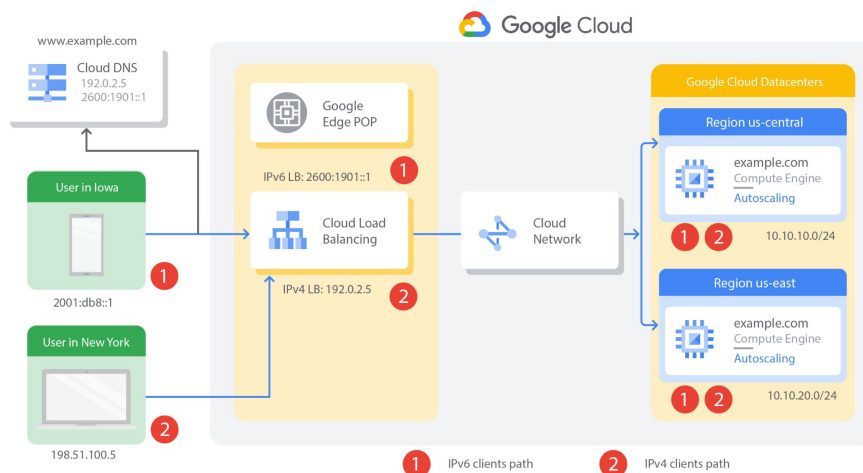 Google Cloud
www.example.com
Cloud DNS
192.0.2.5
2600:1901::1
Google
Edge POP
IPv6 LB: 2600:1901::1
1
Cloud Load
Balancing
IPv4 LB: 192.0.2.5
2
User in Iowa
1
2001:db8::1
User in New York
2
198.51.100.5
Cloud
Network
Google Cloud Datacenters
Region us-central
example.com
Compute Engine
Autoscaling
1 2
10.10.10.0/24
Region us-east
example.com
Compute Engine
Autoscaling
1 2
10.10.20.0/24
1 IPv6 clients path
2 IPv4 clients path